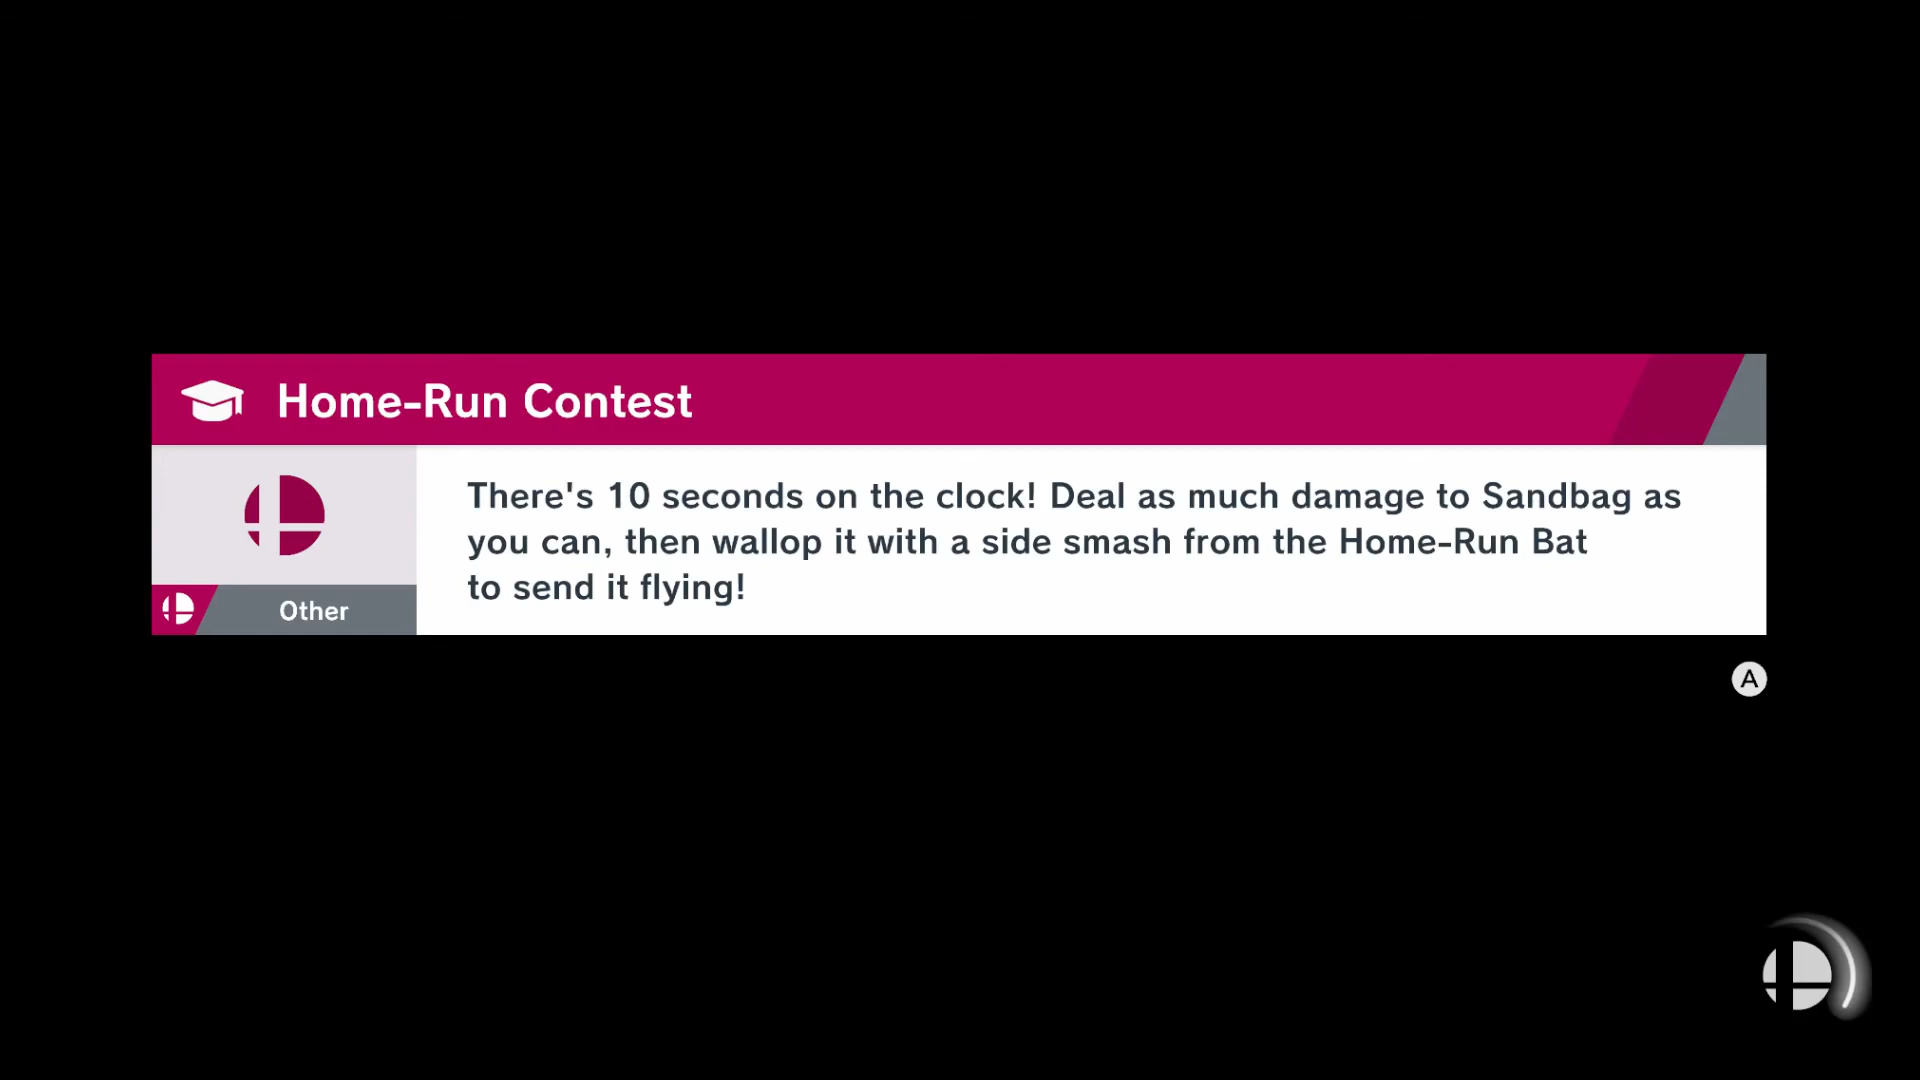 Home-Run Contest
There's 10 seconds on the clock! Deal as much damage to Sandbag as
you can, then wallop it with a side smash from the Home-Run Bat
to send it flying!
Other
A